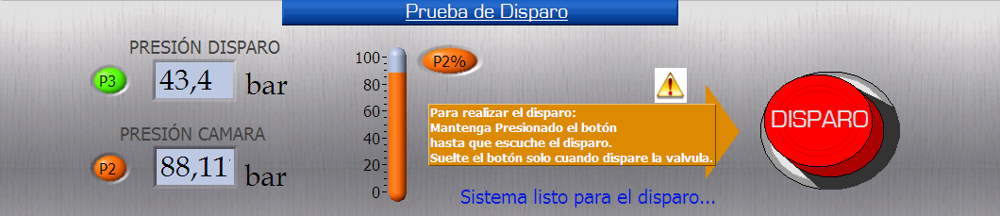 Prueba de Disparo
PRESIÓN DISPARO
P3
43,4
bar
PRESIÓN CAMARA
P2
88,11
bar
100
80
60
40
20
0
P2%
Para realizar el disparo:
Mantenga Presionado el botón
hasta que escuche el disparo.
Suelte el botón solo cuando dispare la valvula.
Sistema listo para el disparo...
DISPARO